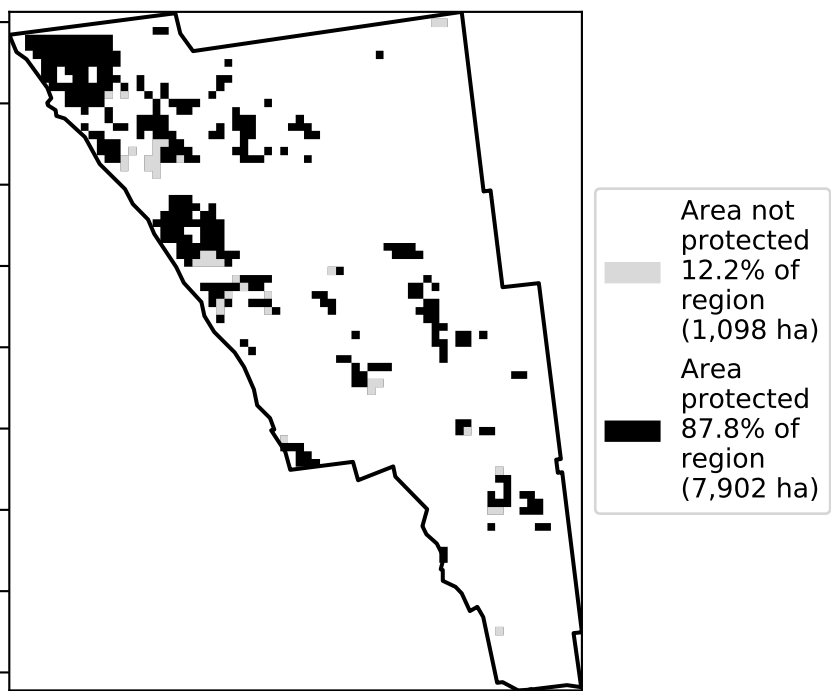 Area not
protected
12.2% of
region
(1,098 ha)
Area
protected
87.8% of
region
(7,902 ha)